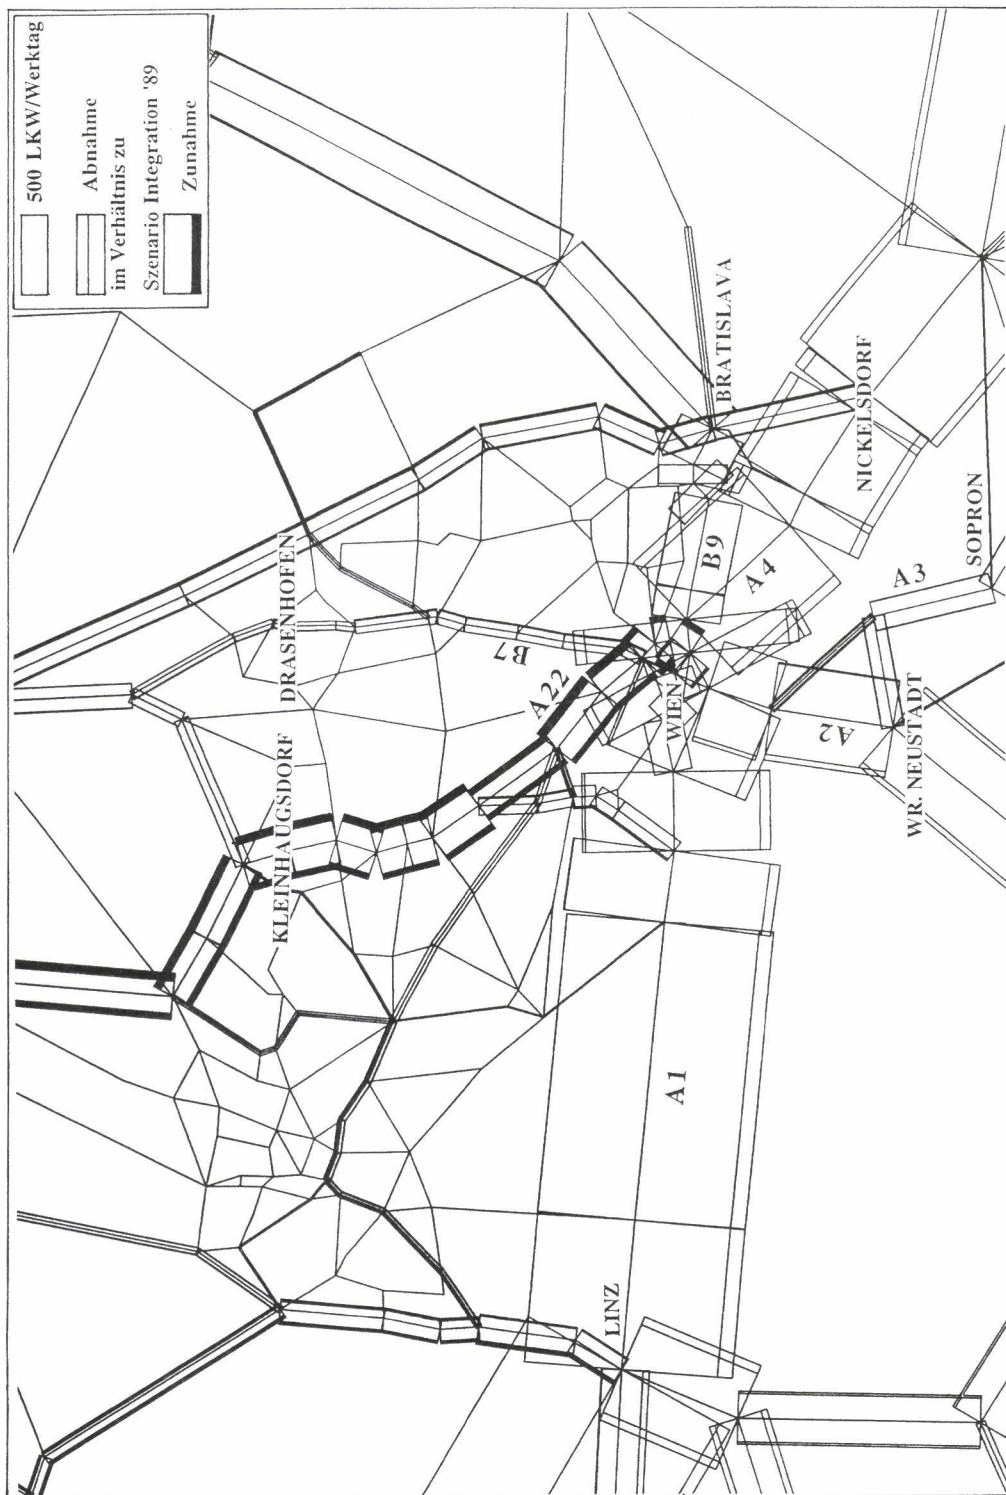 500 LKW/Werktag
Abnahme
im Verhältnis zu
Szenario Integration '89
Zunahme
DRASENHOFEN
KLEINHAUGSDORF
B7
A22
WIEN
BRATISLAVA
NICKELSDORF
B9
A4
SOPRON
A3
A2
WR. NEUSTADT
A1
LINZ